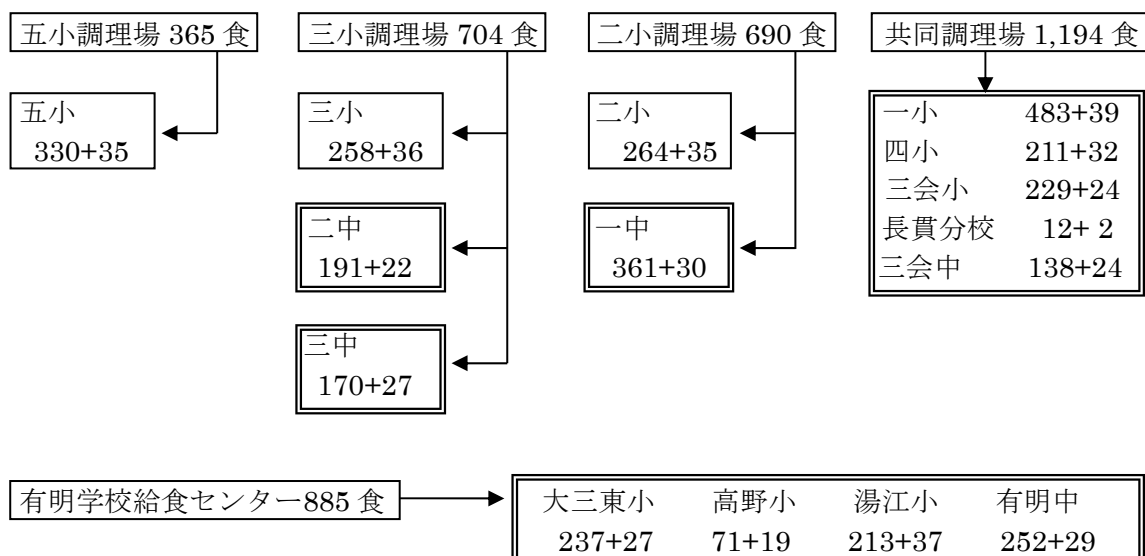 五小調理場 365 食
三小調理場 704 食
二小調理場 690 食
共同調理場 1,194 食
五小
330+35
三小
258+36
二中
191+22
三中
170+27
二小
264+35
一中
361+30
一小 483+39
四小 211+32
三会小 229+24
長貫分校 12+ 2
三会中 138+24
有明学校給食センター885 食
大三東小 高野小 湯江小 有明中
237+27 71+19 213+37 252+29